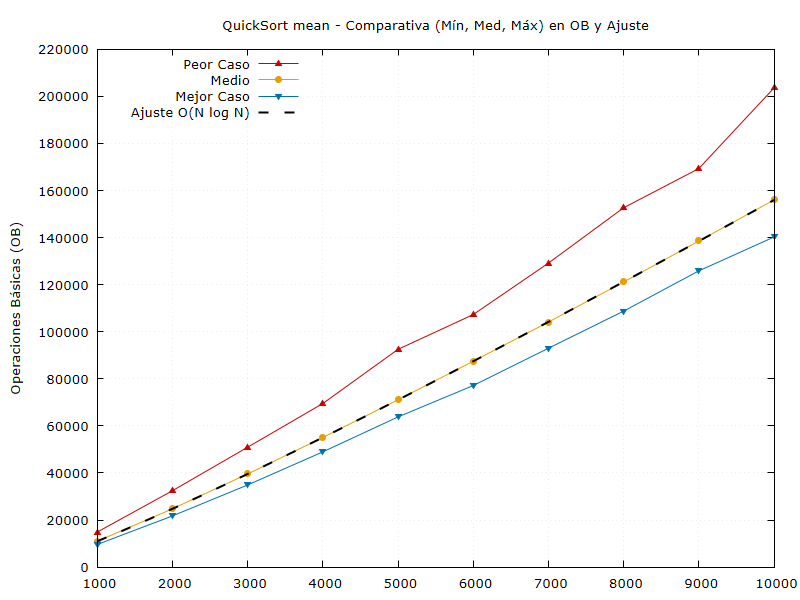 QuickSort mean - Comparativa (Mín, Med, Máx) en OB y Ajuste
Operaciones Básicas (OB)
220000
200000
180000
160000
140000
120000
100000
80000
60000
40000
20000
0
Peor Caso
Medio
Mejor Caso
Ajuste O(N log N)
1000 2000 3000 4000 5000 6000 7000 8000 9000 10000